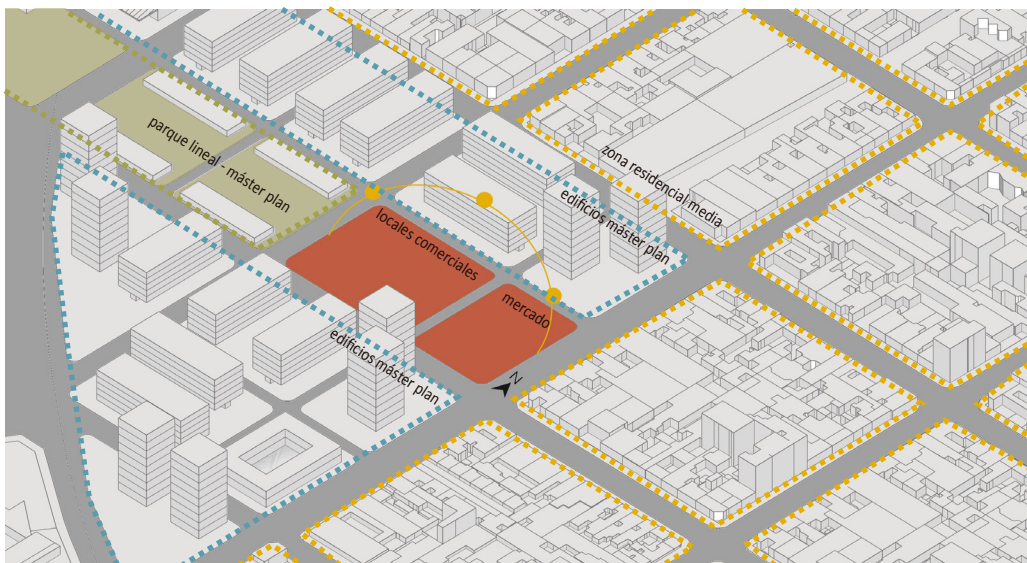 parque lineal - máster plan
zona residencial media
edificios máster plan
locales comerciales
mercado
edificios máster plan
N